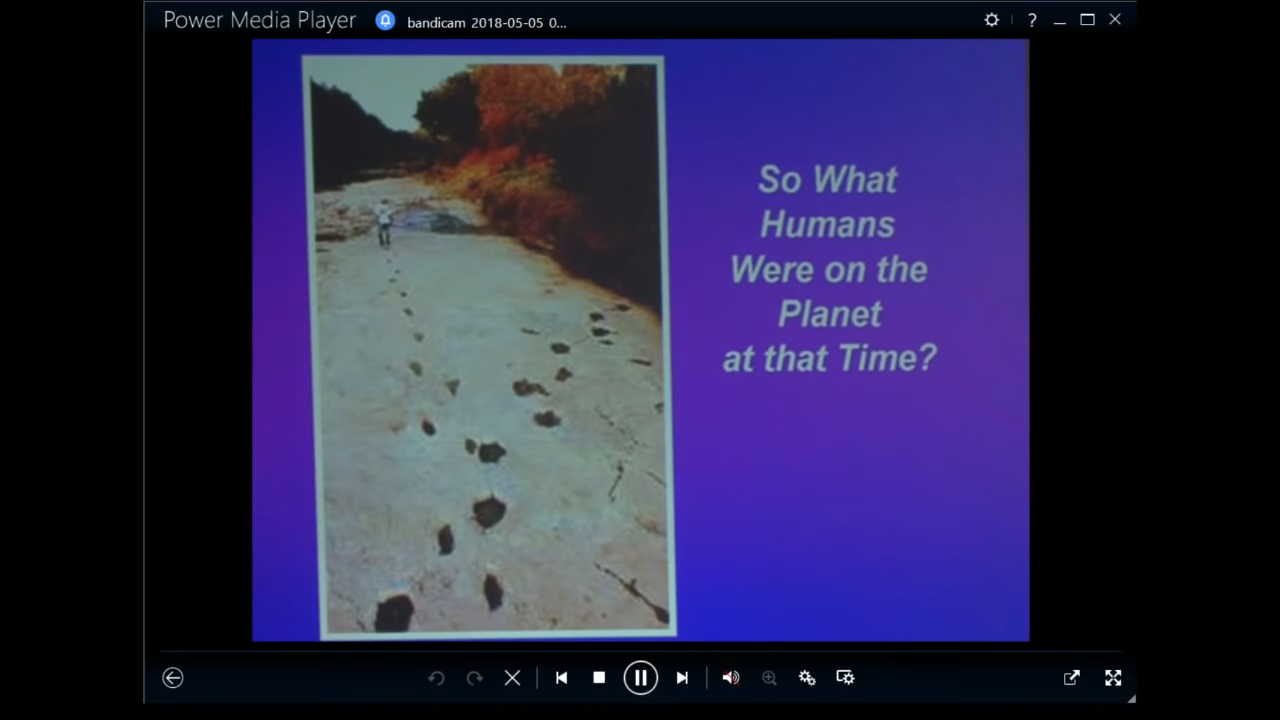 Power Media Player
bandicam 2018-05-05 0...
?
So What
Humans
Were on the
Planet
at that Time?